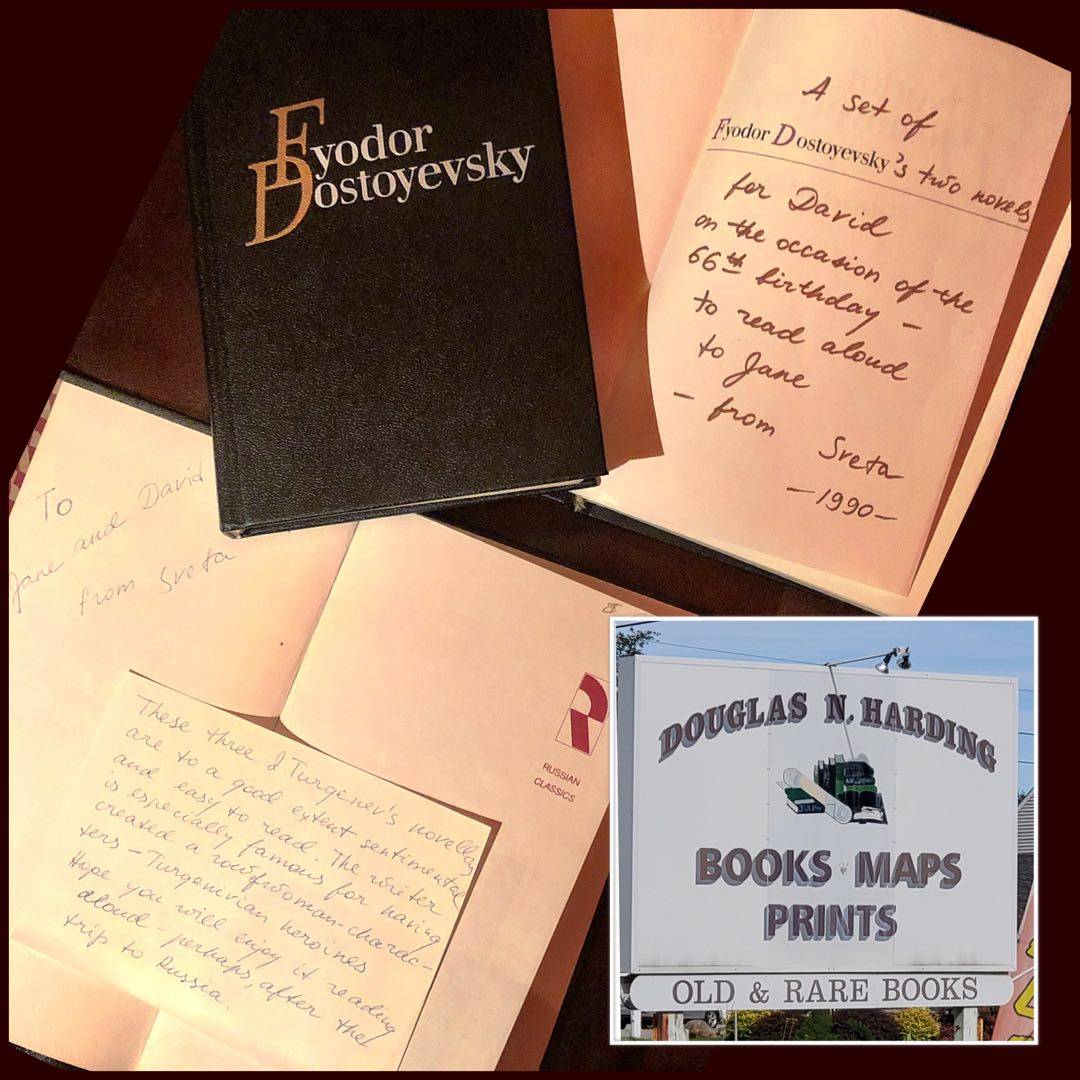 Fyodor
Dostoyevsky
A set of
Fyodor Dostoyevsky's two novels
for David
on the occasion of the
66th birthday –
to read aloud
to Jane
– from Sveta
– 1990 –
To
Jane and David
from Sveta
These three I Turgenev's novellas
are to a good extent sentimental
and easy to read. The writer
is especially famous for having
created a row of woman-charac-
ters – Turgenivian heroines
Hope you will enjoy it reading
aloud – perhaps, after the
trip to Russia.
RUSSIAN
CLASSICS
DOUGLAS N. HARDING
BOOKS MAPS
PRINTS
OLD & RARE BOOKS